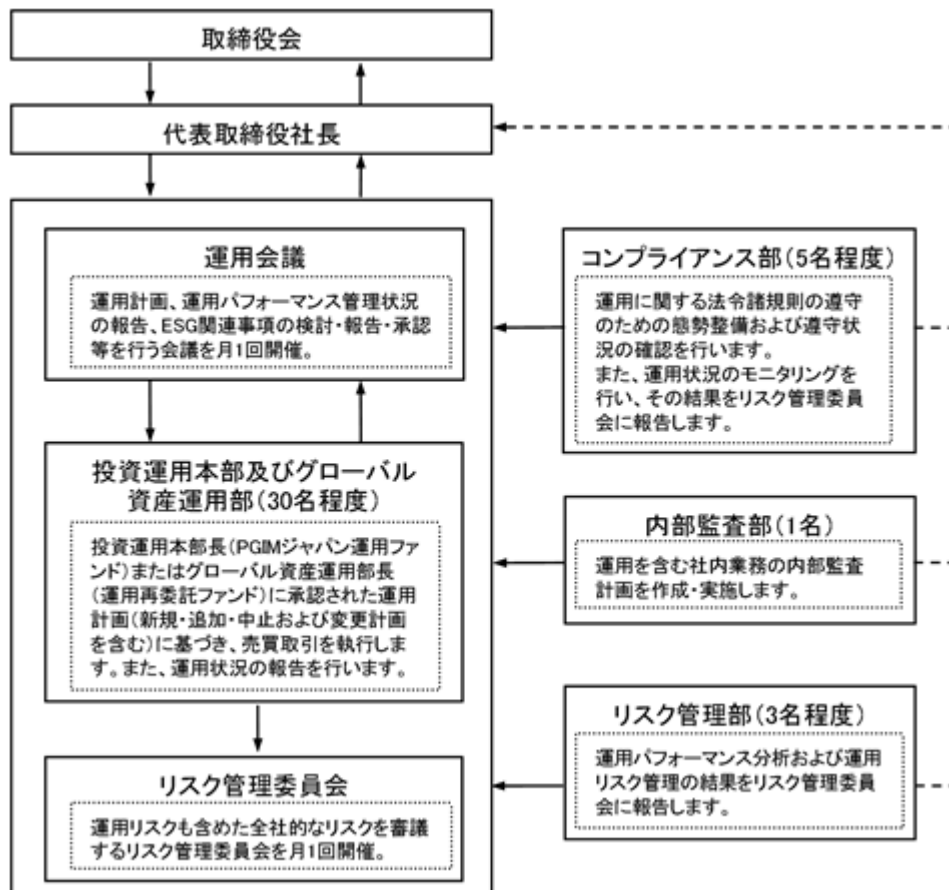 取締役会
代表取締役社長
運用会議
運用計画、運用パフォーマンス管理状況
の報告、ESG関連事項の検討・報告・承認
等を行う会議を月1回開催。
投資運用本部及びグローバル
資産運用部(30名程度)
投資運用本部長(PGIMジャパン運用ファ
ンド)またはグローバル資産運用部長
(運用再委託ファンド)に承認された運用
計画(新規・追加・中止および変更計画
を含む)に基づき、売買取引を執行しま
す。また、運用状況の報告を行います。
リスク管理委員会
運用リスクも含めた全社的なリスクを審議
するリスク管理委員会を月1回開催。
コンプライアンス部(5名程度)
運用に関する法令諸規則の遵守
のための態勢整備および遵守状
況の確認を行います。
また、運用状況のモニタリングを
行い、その結果をリスク管理委員
会に報告します。
内部監査部(1名)
運用を含む社内業務の内部監査
計画を作成・実施します。
リスク管理部(3名程度)
運用パフォーマンス分析および運用
リスク管理の結果をリスク管理委員
会に報告します。